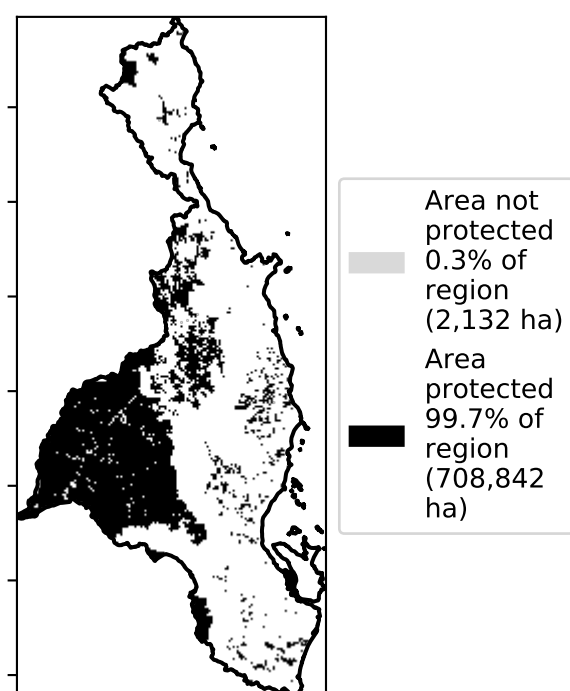 Area not
protected
0.3% of
region
(2,132 ha)
Area
protected
99.7% of
region
(708,842
ha)